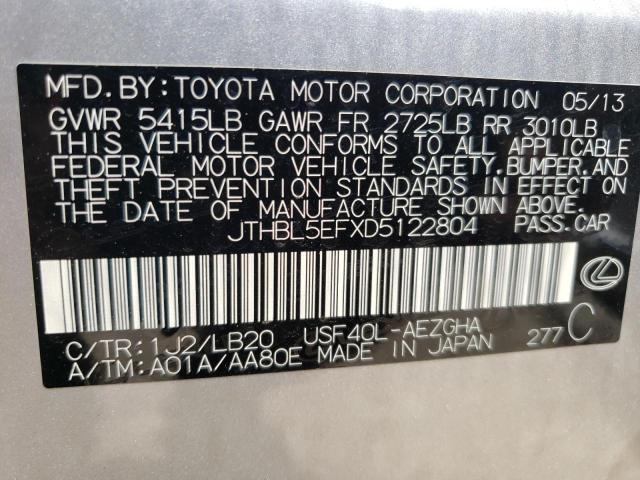 MFD. BY: TOYOTA MOTOR CORPORATION 05/13
GVWR 5415LB GAWR FR 2725LB RR 3010LB
THIS VEHICLE CONFORMS TO ALL APPLICABLE
FEDERAL MOTOR VEHICLE SAFETY, BUMPER, AND
THEFT PREVENTION STANDARDS IN EFFECT ON
THE DATE OF MANUFACTURE SHOWN ABOVE.
JTHBL5EFXD5122804 PASS. CAR
C/TR: 1J2/LB20 USF40L-AEZGHA 277 C
A/TM: A01A/AA80E MADE IN JAPAN